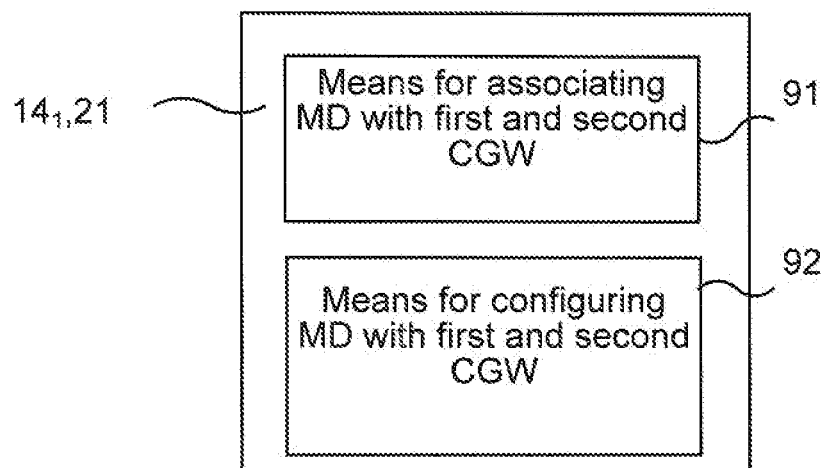 Means for associating
MD with first and second
CGW
91
14₁,21
92
Means for configuring
MD with first and second
CGW